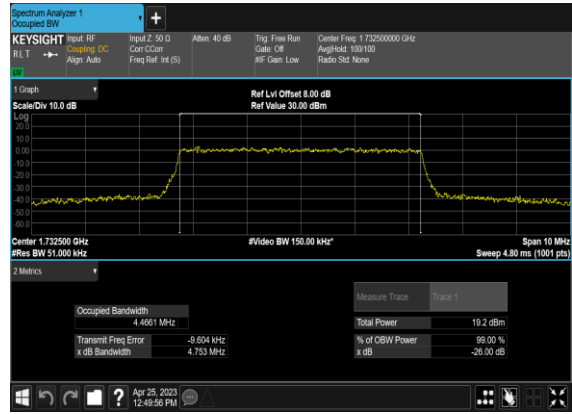 Spectrum Analyzer 1
Occupied BW
+
KEYSIGHT Input: RF Input Z: 50 Ω Atten: 40 dB Trig: Free Run Center Freq: 1.732500000 GHz
R L T Coupling: DC Corr CCorr Gate: Off Avg|Hold: 100/100
Align: Auto Freq Ref: Int (S) #IF Gain: Low Radio Std: None
LW
1 Graph Ref Lvl Offset 8.00 dB
Scale/Div 10.0 dB Ref Value 30.00 dBm
Log
20.0
10.0
0.00
-10.0
-20.0
-30.0
-40.0
-50.0
-60.0
Center 1.732500 GHz #Video BW 150.00 kHz* Span 10 MHz
#Res BW 51.000 kHz Sweep 4.80 ms (1001 pts)
2 Metrics
Measure Trace Trace 1
Occupied Bandwidth
4.4661 MHz Total Power 19.2 dBm
Transmit Freq Error -9.604 kHz % of OBW Power 99.00 %
x dB Bandwidth 4.753 MHz x dB -26.00 dB
? Apr 25, 2023
12:49:56 PM